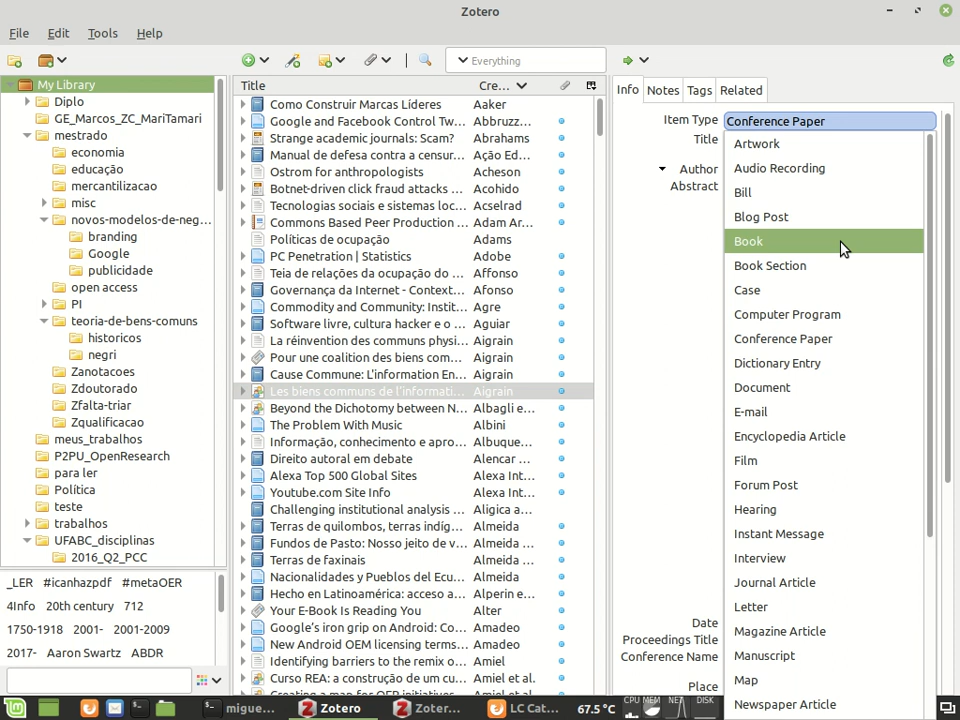 Zotero
File Edit Tools Help
Everything
My Library
Diplo
GE_Marcos_ZC_MariTamari
mestrado
economia
educação
mercantilizacao
misc
novos-modelos-de-neg...
branding
Google
publicidade
open access
PI
teoria-de-bens-comuns
historicos
negri
Zanotacoes
Zdoutorado
Zfalta-triar
Zqualificacao
meus_trabalhos
P2PU_OpenResearch
para ler
Política
teste
trabalhos
UFABC_disciplinas
2016_Q2_PCC
_LER #icanhazpdf #metaOER
4Info 20th century 712
1750-1918 2001- 2001-2009
2017- Aaron Swartz ABDR
Title Cre...
Como Construir Marcas Líderes Aaker
Google and Facebook Control Tw... Abbruzz...
Strange academic journals: Scam? Abrahams
Manual de defesa contra a censur... Ação Ed...
Ostrom for anthropologists Acheson
Botnet-driven click fraud attacks ... Acohido
Tecnologias sociais e sistemas loc... Acselrad
Commons Based Peer Production ... Adam Ar...
Políticas de ocupação Adams
PC Penetration | Statistics Adobe
Teia de relações da ocupação do ... Affonso
Governança da Internet - Context... Afonso
Commodity and Community: Instit... Agre
Software livre, cultura hacker e o ... Aguiar
La réinvention des communs physi... Aigrain
Pour une coalition des biens com... Aigrain
Cause Commune: L'information En... Aigrain
Les biens communs de l'informati... Aigrain
Beyond the Dichotomy between N... Albagli e...
The Problem With Music Albini
Informação, conhecimento e apro... Albuque...
Direito autoral em debate Alencar ...
Alexa Top 500 Global Sites Alexa Int...
Youtube.com Site Info Alexa Int...
Challenging institutional analysis ... Aligica a...
Terras de quilombos, terras indíg... Almeida
Fundos de Pasto: Nosso jeito de v... Almeida ...
Terras de faxinais Almeida ...
Nacionalidades y Pueblos del Ecu... Almeida ...
Hecho en Latinoamérica: acceso a... Alperin e...
Your E-Book Is Reading You Alter
Google's iron grip on Android: Co... Amadeo
New Android OEM licensing terms... Amadeo
Identifying barriers to the remix o... Amiel
Curso REA: a construção de um cu... Amiel et al.
Creating a map for OER initiatives... Amiel et al.
Info Notes Tags Related
Item Type Conference Paper
Title
Author
Abstract
Date
Proceedings Title
Conference Name
Place
Artwork
Audio Recording
Bill
Blog Post
Book
Book Section
Case
Computer Program
Conference Paper
Dictionary Entry
Document
E-mail
Encyclopedia Article
Film
Forum Post
Hearing
Instant Message
Interview
Journal Article
Letter
Magazine Article
Manuscript
Map
Newspaper Article
migue... Zotero Zoter... LC Cat... 67.5 °C CPU MEM NET DISK